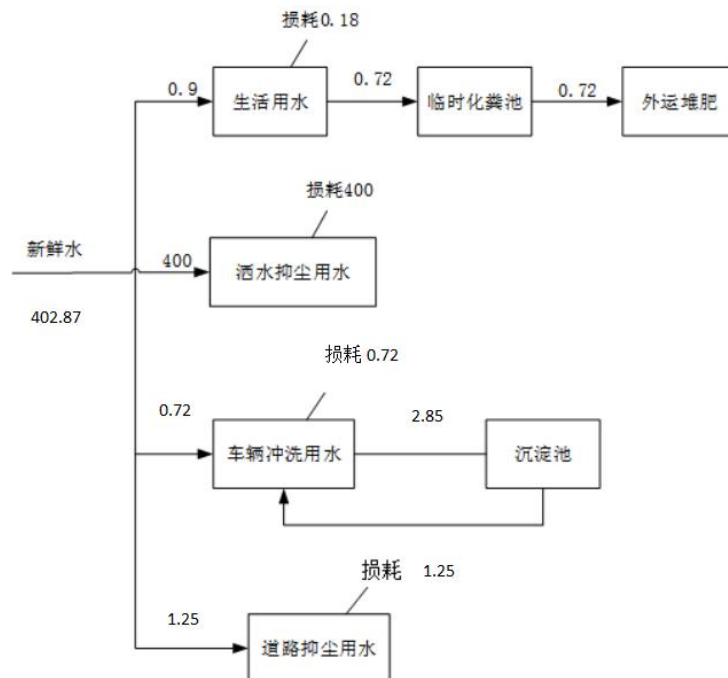 损耗0.18
0.9
生活用水
0.72
临时化粪池
0.72
外运堆肥
损耗400
新鲜水
400
洒水抑尘用水
402.87
损耗 0.72
0.72
车辆冲洗用水
2.85
沉淀池
损耗 1.25
1.25
道路抑尘用水